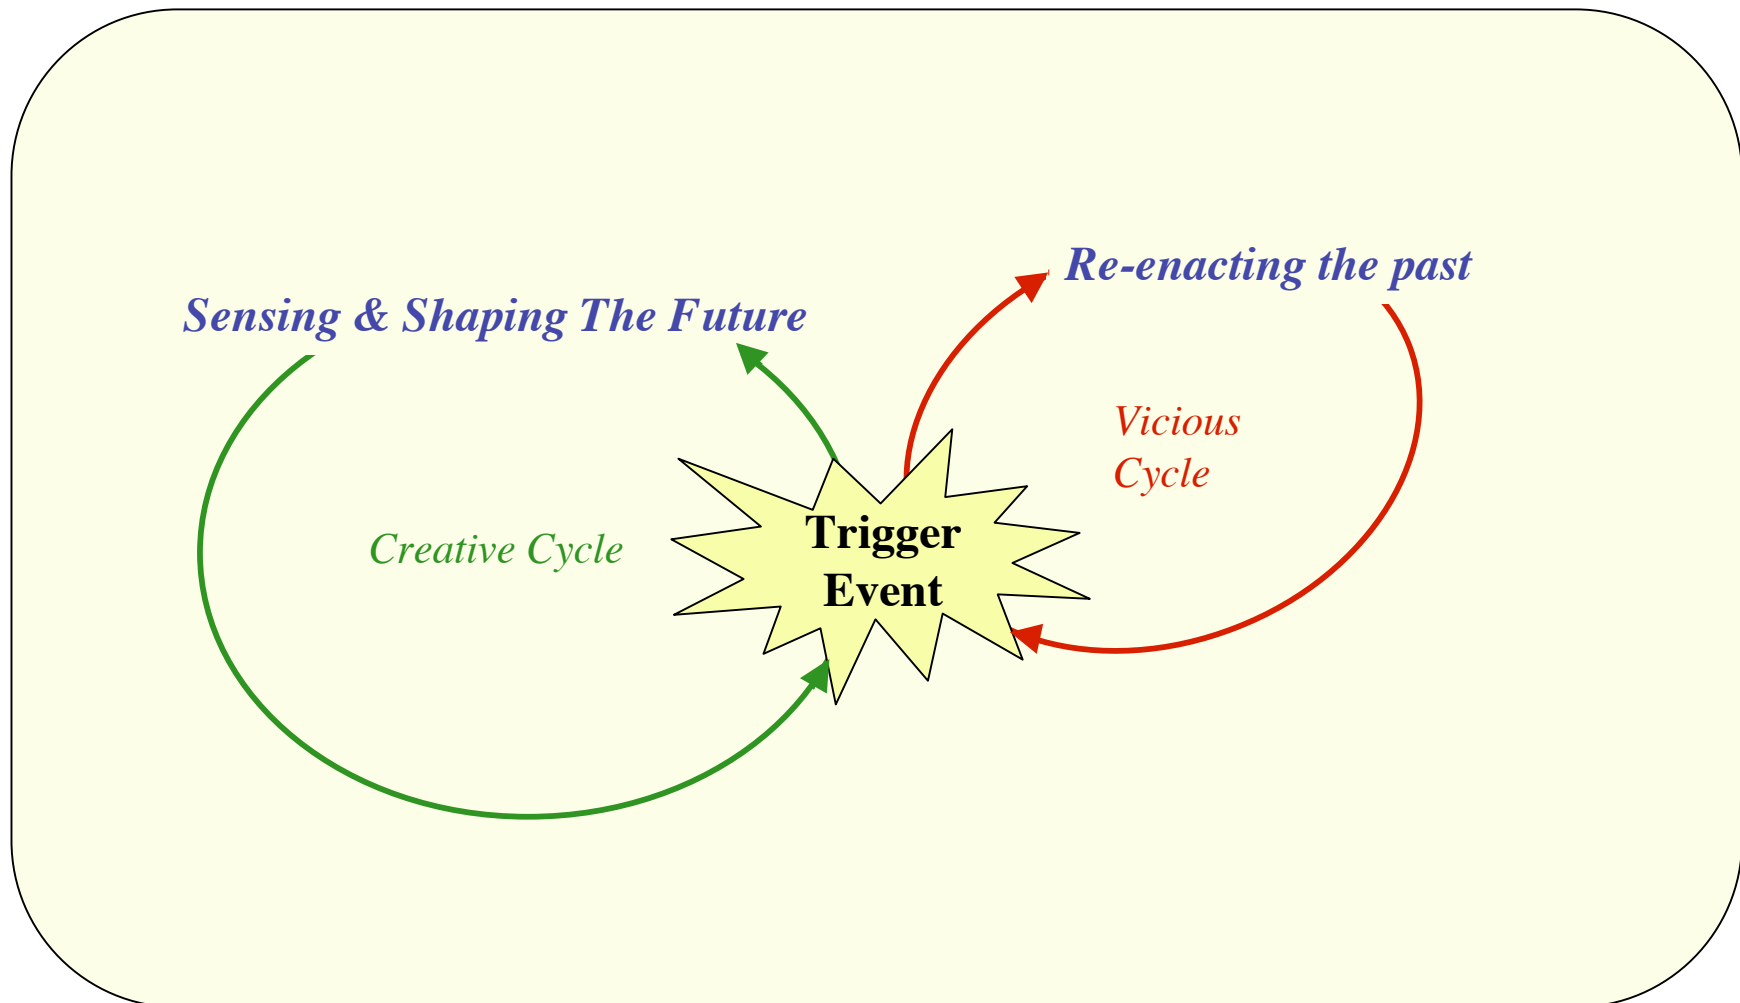 Re-enacting the past
Sensing & Shaping The Future
Vicious
Cycle
Trigger
Event
Creative Cycle